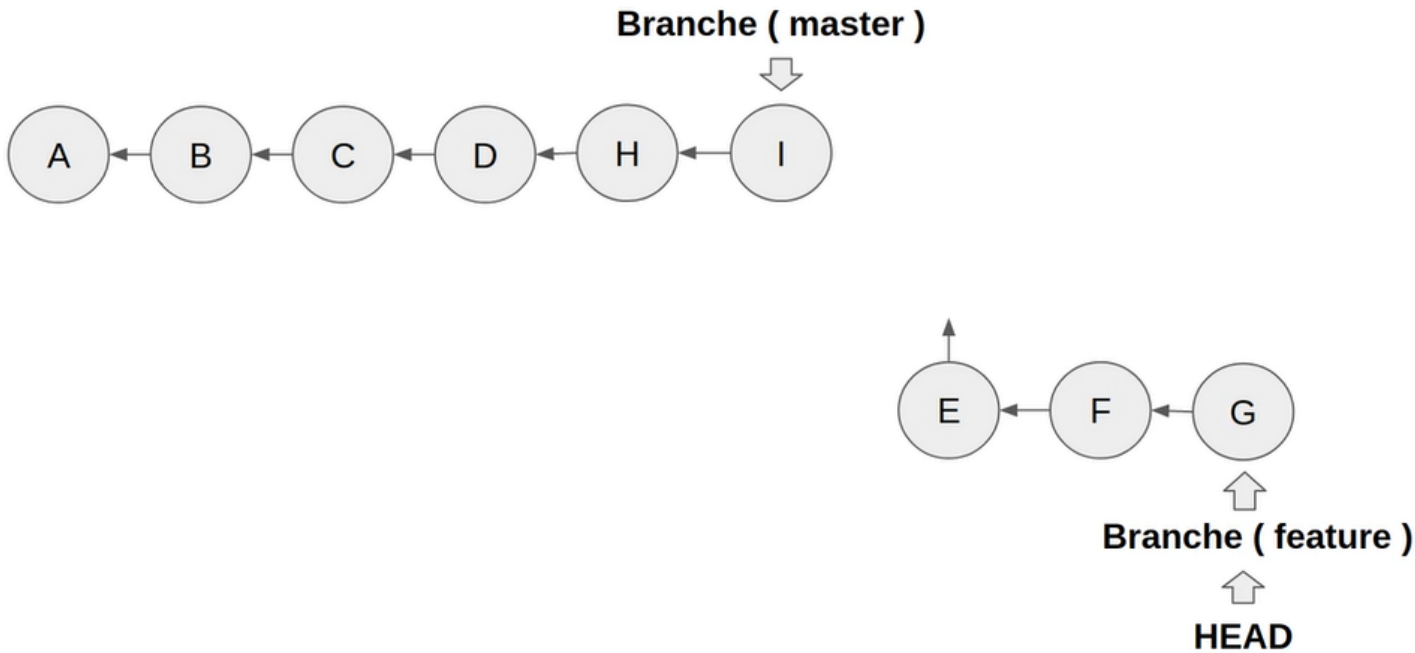 Branche ( master )
A B C D H I
E F G
Branche ( feature )
HEAD